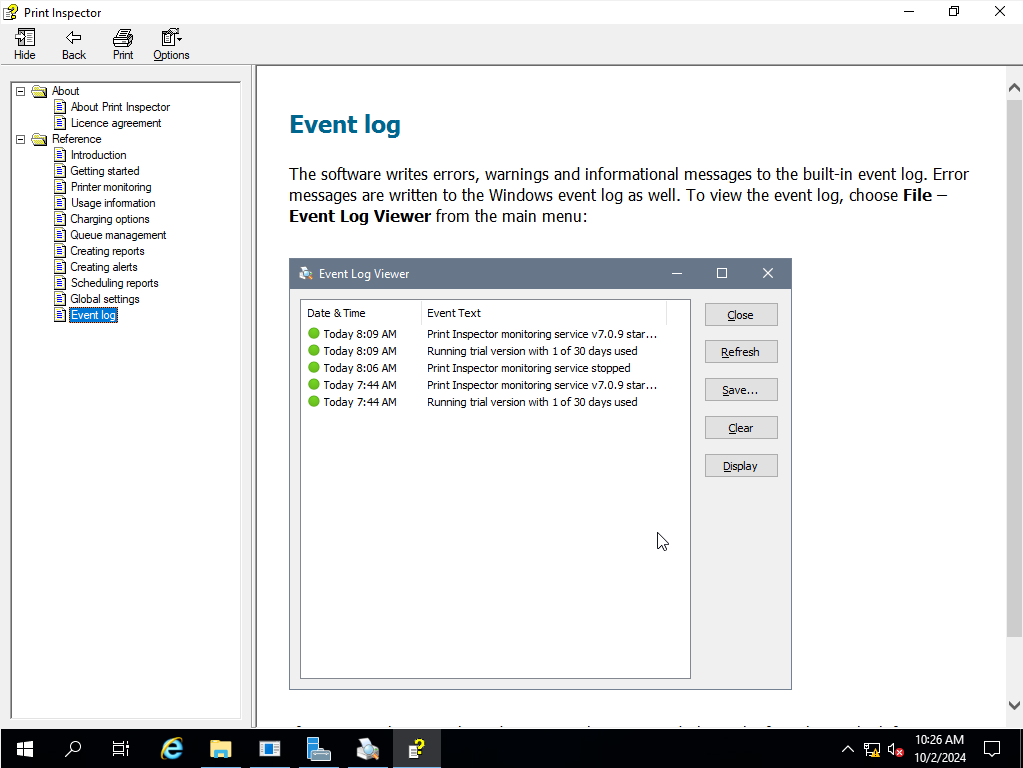 Print Inspector
Hide
Back
Print
Options
About
About Print Inspector
Licence agreement
Reference
Introduction
Getting started
Printer monitoring
Usage information
Charging options
Queue management
Creating reports
Creating alerts
Scheduling reports
Global settings
Event log
Event log
The software writes errors, warnings and informational messages to the built-in event log. Error
messages are written to the Windows event log as well. To view the event log, choose File –
Event Log Viewer from the main menu:
Event Log Viewer
Date & Time Event Text
Today 8:09 AM Print Inspector monitoring service v7.0.9 star...
Today 8:09 AM Running trial version with 1 of 30 days used
Today 8:06 AM Print Inspector monitoring service stopped
Today 7:44 AM Print Inspector monitoring service v7.0.9 star...
Today 7:44 AM Running trial version with 1 of 30 days used
Close
Refresh
Save...
Clear
Display
10:26 AM
10/2/2024